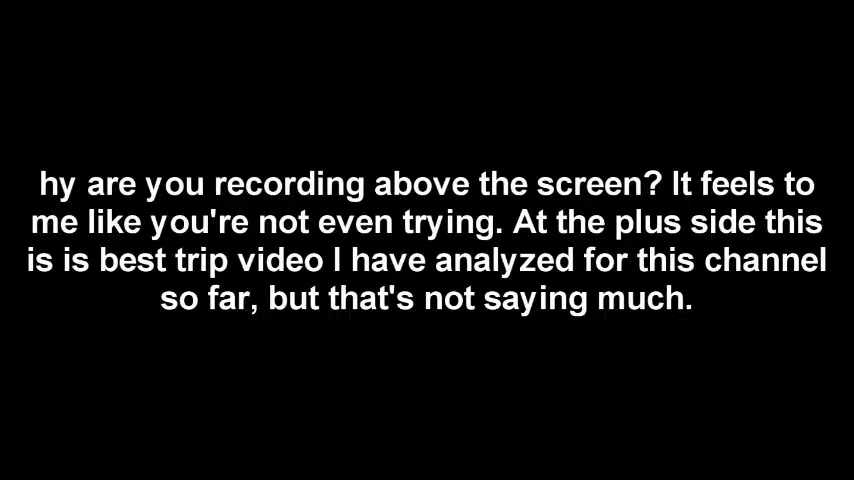 hy are you recording above the screen? It feels to
me like you're not even trying. At the plus side this
is is best trip video I have analyzed for this channel
so far, but that's not saying much.